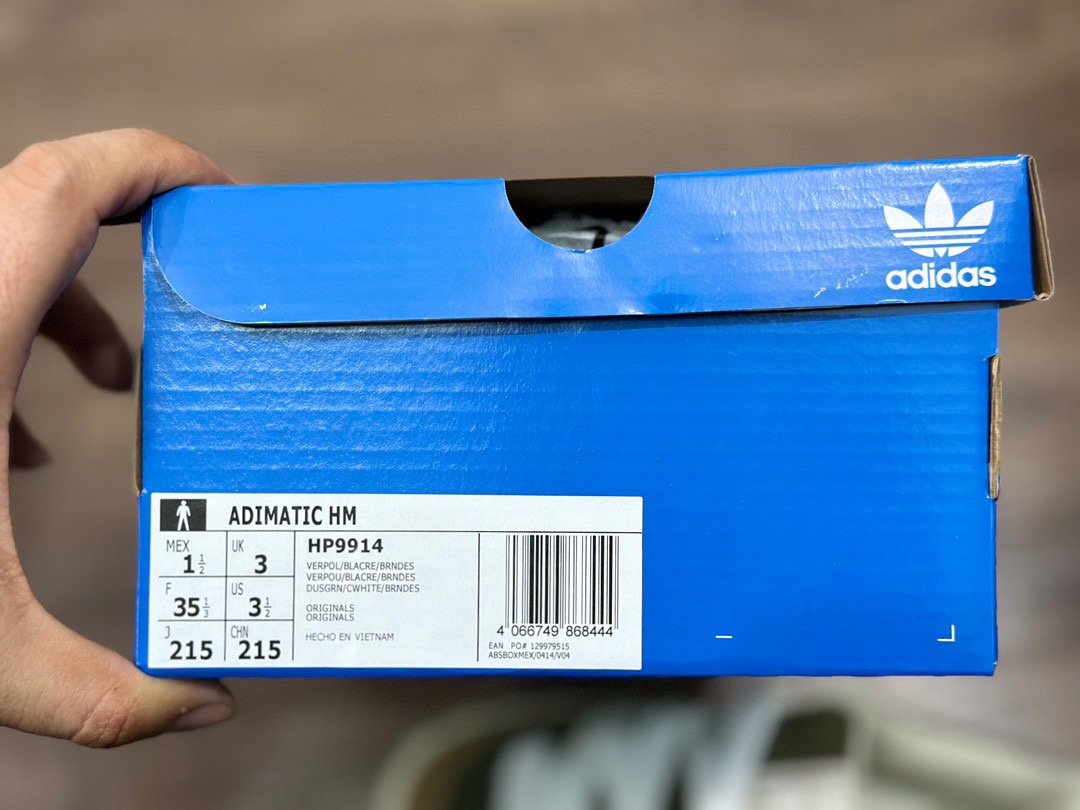 adidas
ADIMATIC HM
MEX
1 1/2
UK
3
F
35 1/3
US
3 1/2
J
215
CHN
215
HP9914
VERPOL/BLACRE/BRNDES
VERPOU/BLACRE/BRNDES
DUSGRN/CWHITE/BRNDES
ORIGINALS
ORIGINALS
HECHO EN VIETNAM
4 066749 868444
EAN PO# 129979515
ABSBOXMEX/0414/V04